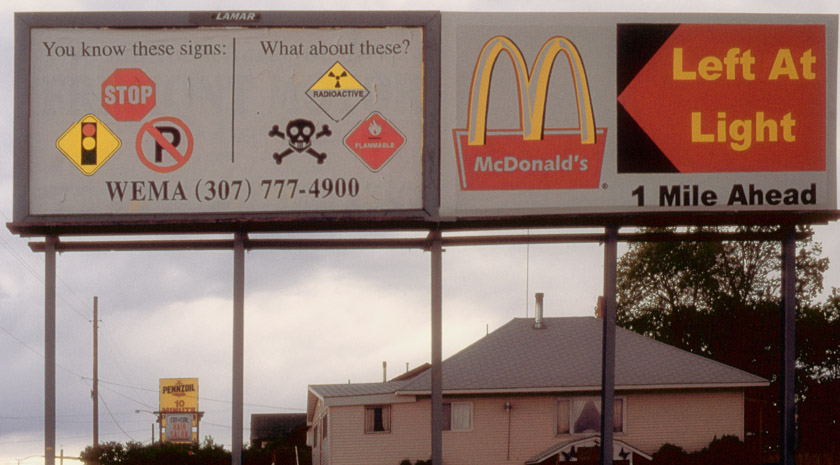 LAMAR
You know these signs:
What about these?
STOP
P
RADIOACTIVE
FLAMMABLE
WEMA (307) 777-4900
M
McDonald's
®
Left At
Light
1 Mile Ahead
PENNZOIL
10
MINUTE